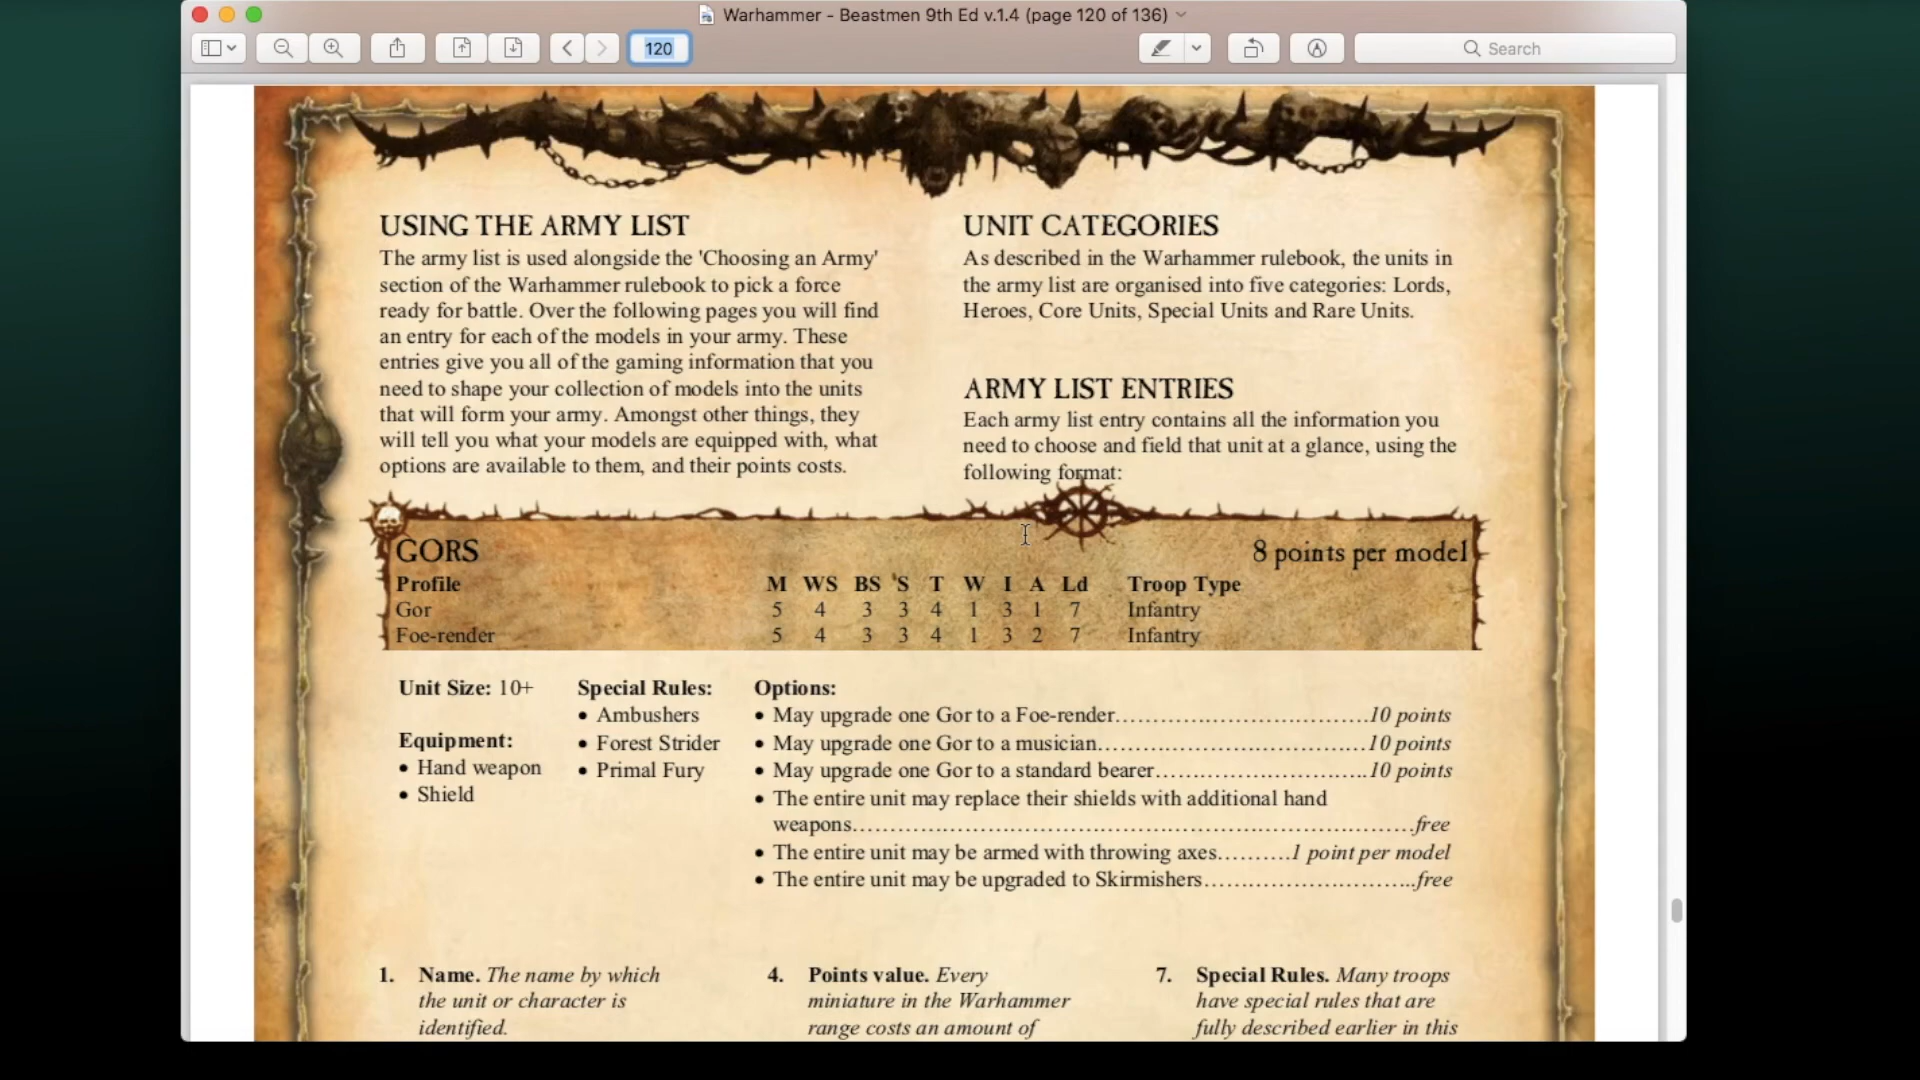 Warhammer - Beastmen 9th Ed v.1.4 (page 120 of 136)
120
Search
USING THE ARMY LIST
The army list is used alongside the 'Choosing an Army'
section of the Warhammer rulebook to pick a force
ready for battle. Over the following pages you will find
an entry for each of the models in your army. These
entries give you all of the gaming information that you
need to shape your collection of models into the units
that will form your army. Amongst other things, they
will tell you what your models are equipped with, what
options are available to them, and their points costs.
UNIT CATEGORIES
As described in the Warhammer rulebook, the units in
the army list are organised into five categories: Lords,
Heroes, Core Units, Special Units and Rare Units.
ARMY LIST ENTRIES
Each army list entry contains all the information you
need to choose and field that unit at a glance, using the
following format:
GORS 8 points per model
Profile M WS BS S T W I A Ld Troop Type
Gor 5 4 3 3 4 1 3 1 7 Infantry
Foe-render 5 4 3 3 4 1 3 2 7 Infantry
Unit Size: 10+
Equipment:
• Hand weapon
• Shield
Special Rules:
• Ambushers
• Forest Strider
• Primal Fury
Options:
• May upgrade one Gor to a Foe-render……………………………10 points
• May upgrade one Gor to a musician………………………………10 points
• May upgrade one Gor to a standard bearer………………………..10 points
• The entire unit may replace their shields with additional hand
weapons……………………………………………………………free
• The entire unit may be armed with throwing axes……….1 point per model
• The entire unit may be upgraded to Skirmishers…………………………..free
1. Name. The name by which
the unit or character is
identified.
4. Points value. Every
miniature in the Warhammer
range costs an amount of
7. Special Rules. Many troops
have special rules that are
fully described earlier in this